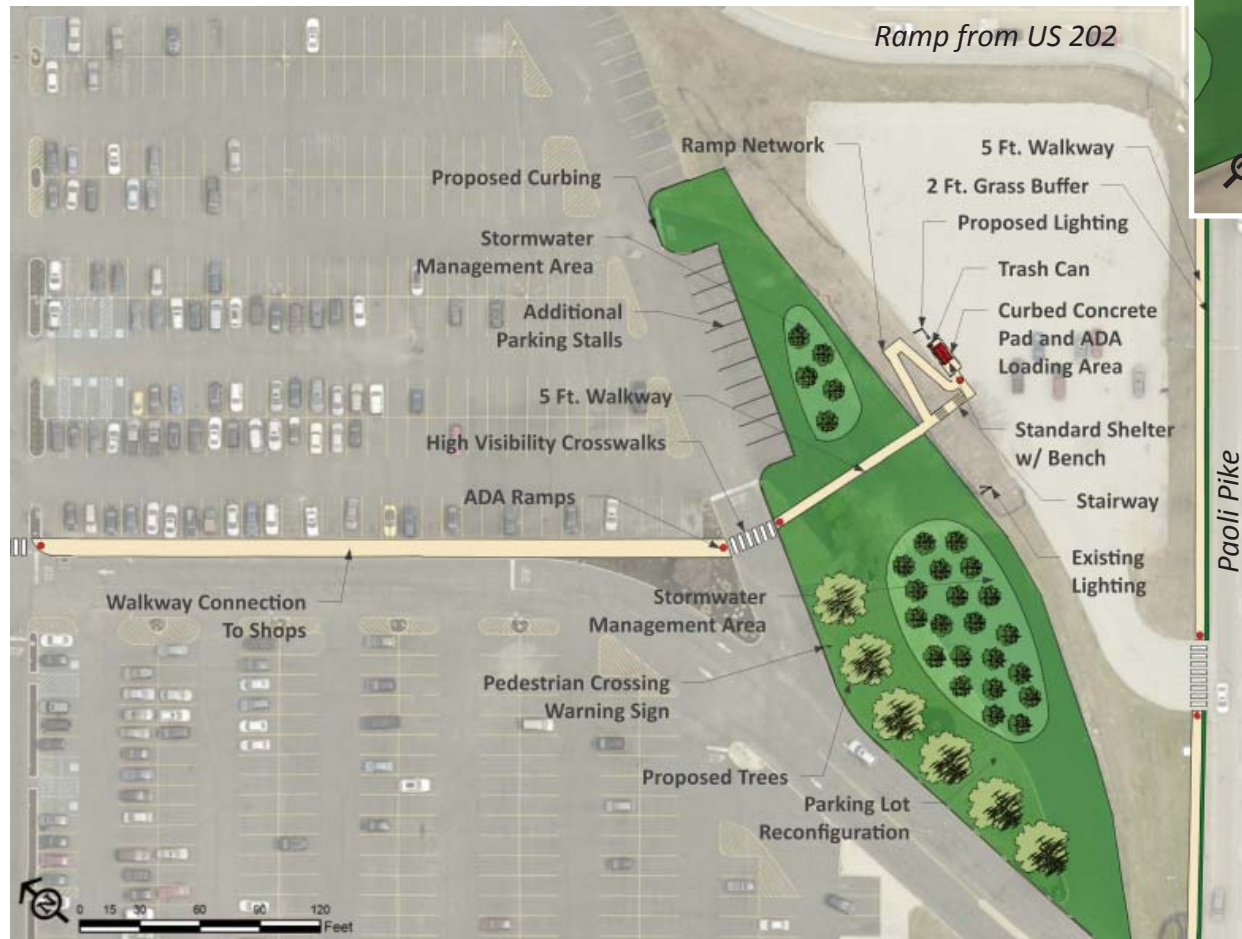 Ramp from US 202
Ramp Network
5 Ft. Walkway
Proposed Curbing
2 Ft. Grass Buffer
Proposed Lighting
Stormwater
Management Area
Trash Can
Additional
Parking Stalls
Curbed Concrete
Pad and ADA
Loading Area
5 Ft. Walkway
High Visibility Crosswalks
Standard Shelter
w/ Bench
ADA Ramps
Stairway
Paoli Pike
Existing
Lighting
Walkway Connection
To Shops
Stormwater
Management Area
Pedestrian Crossing
Warning Sign
Proposed Trees
Parking Lot
Reconfiguration
N
0 15 30 60 90 120
Feet